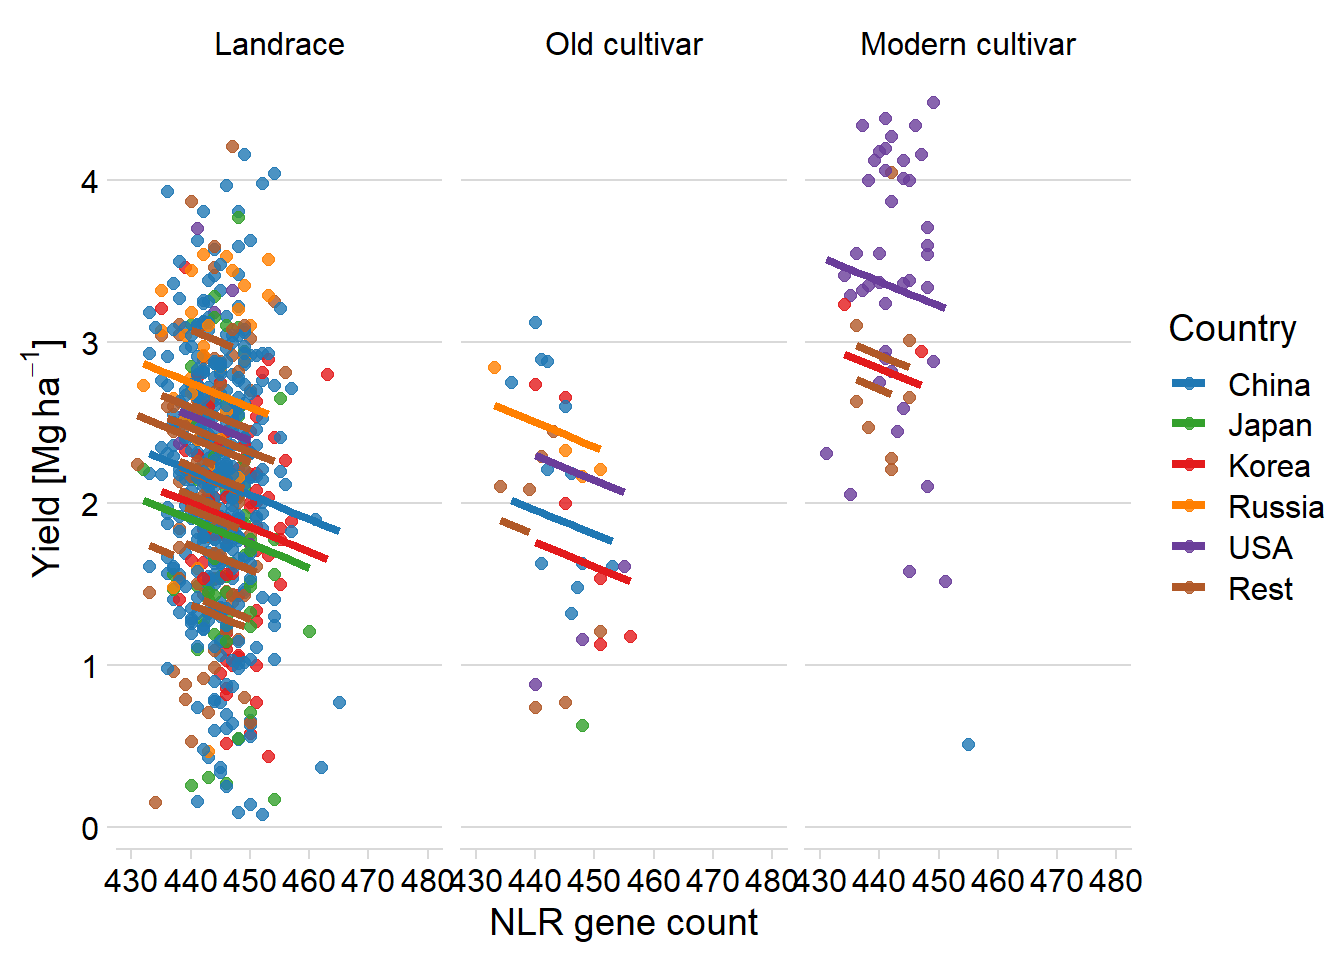 Landrace Old cultivar Modern cultivar
Yield [Mg ha⁻¹]
4
3
2
1
0
430 440 450 460 470 480 430 440 450 460 470 480 430 440 450 460 470 480
NLR gene count
Country
China
Japan
Korea
Russia
USA
Rest